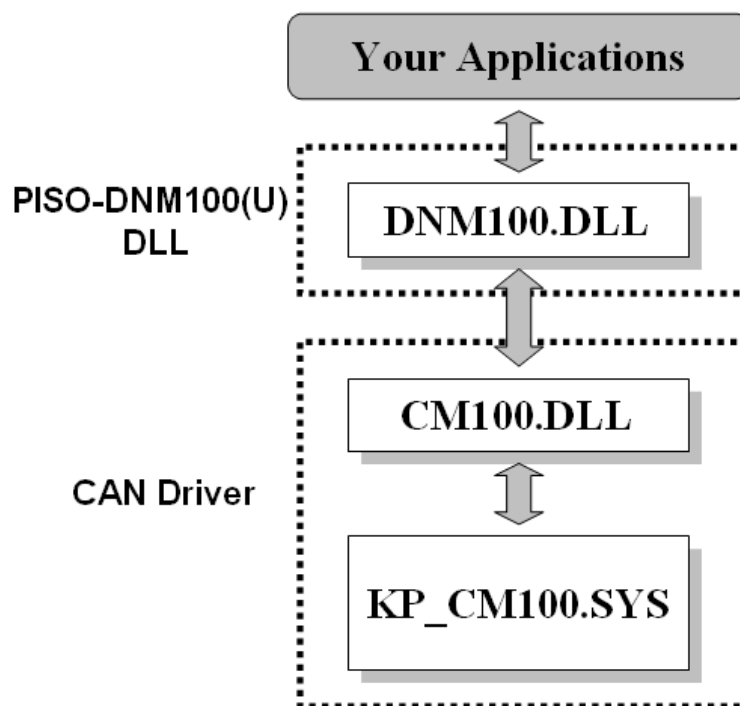 Your Applications
PISO-DNM100(U)
DLL
DNM100.DLL
CAN Driver
CM100.DLL
KP_CM100.SYS